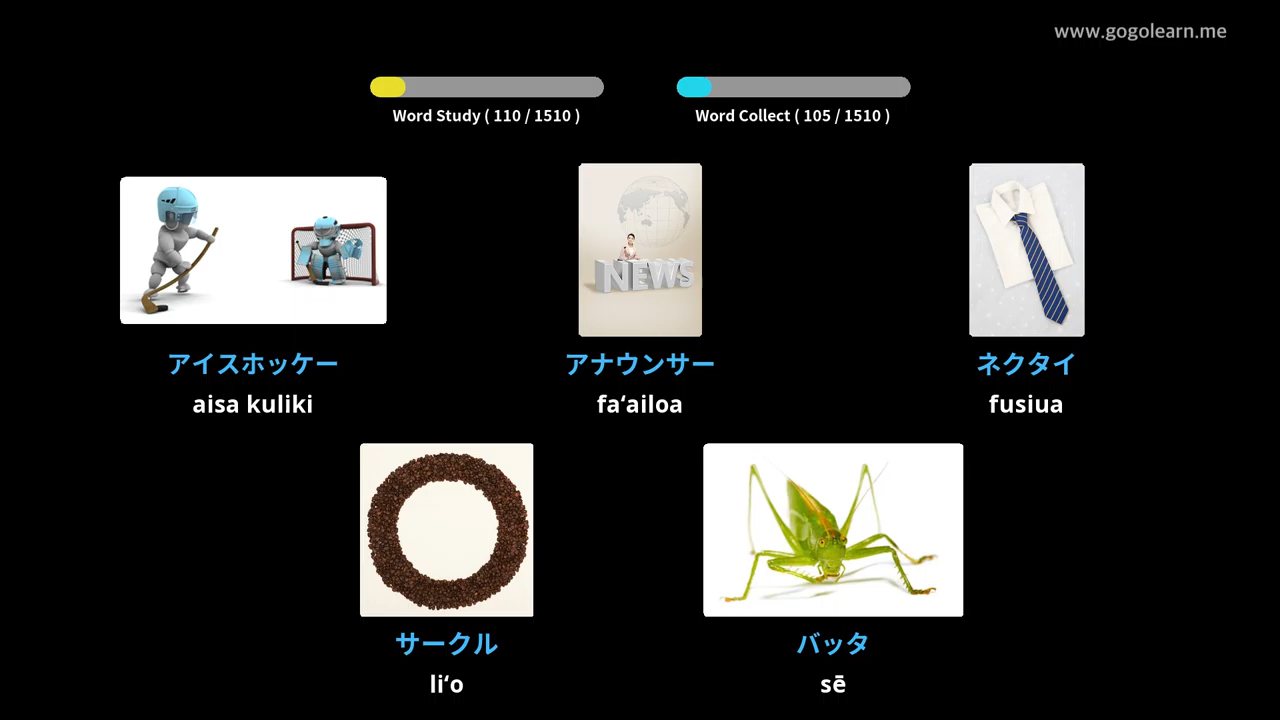 www.gogolearn.me
Word Study ( 110 / 1510 )
Word Collect ( 105 / 1510 )
NEWS
アイスホッケー
アナウンサー
ネクタイ
aisa kuliki
fa‘ailoa
fusiua
サークル
バッタ
li‘o
sē